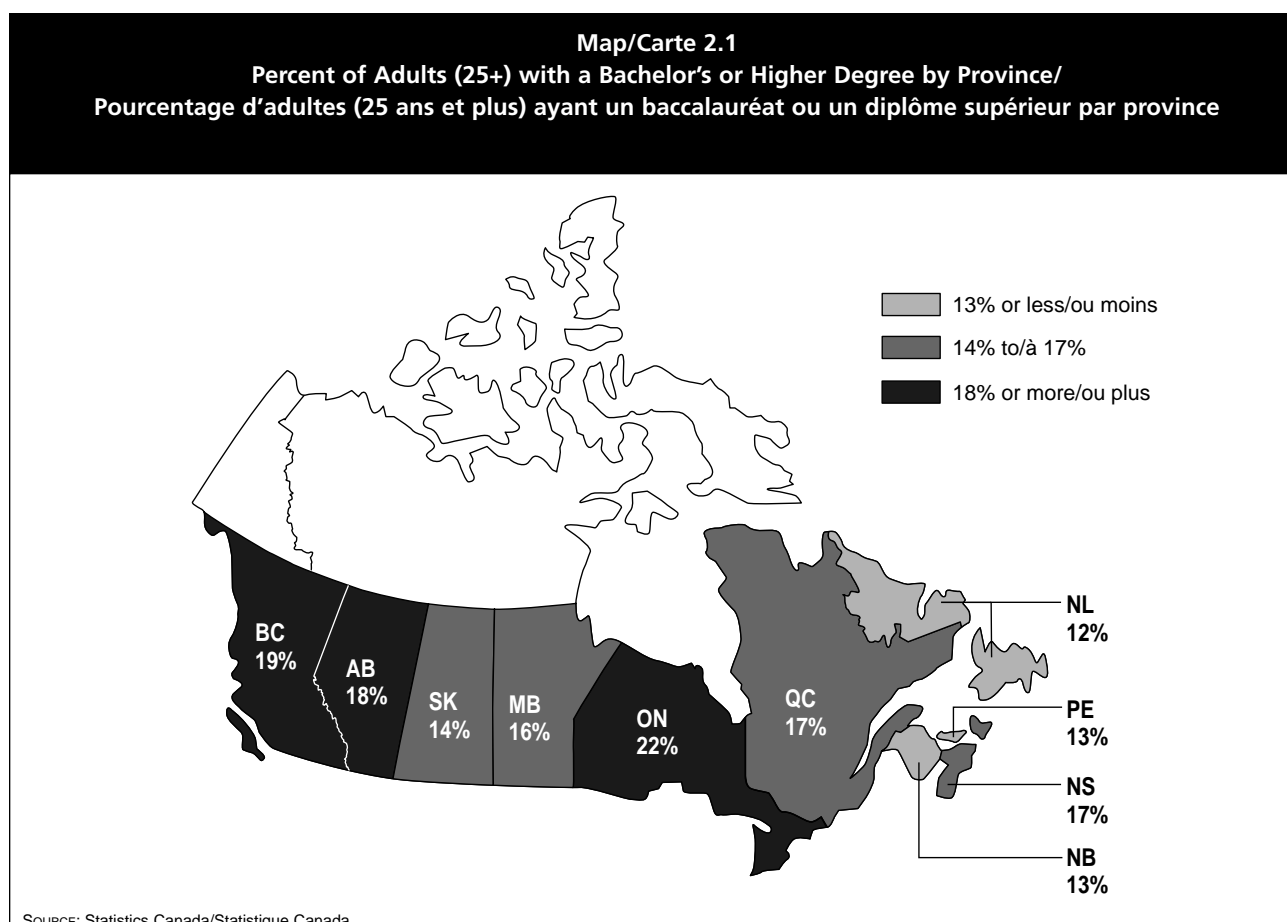 Map/Carte 2.1
Percent of Adults (25+) with a Bachelor's or Higher Degree by Province/
Pourcentage d'adultes (25 ans et plus) ayant un baccalauréat ou un diplôme supérieur par province
13% or less/ou moins
14% to/à 17%
18% or more/ou plus
BC
19%
AB
18%
SK
14%
MB
16%
ON
22%
QC
17%
NL
12%
PE
13%
NS
17%
NB
13%
SOURCE: Statistics Canada/Statistique Canada